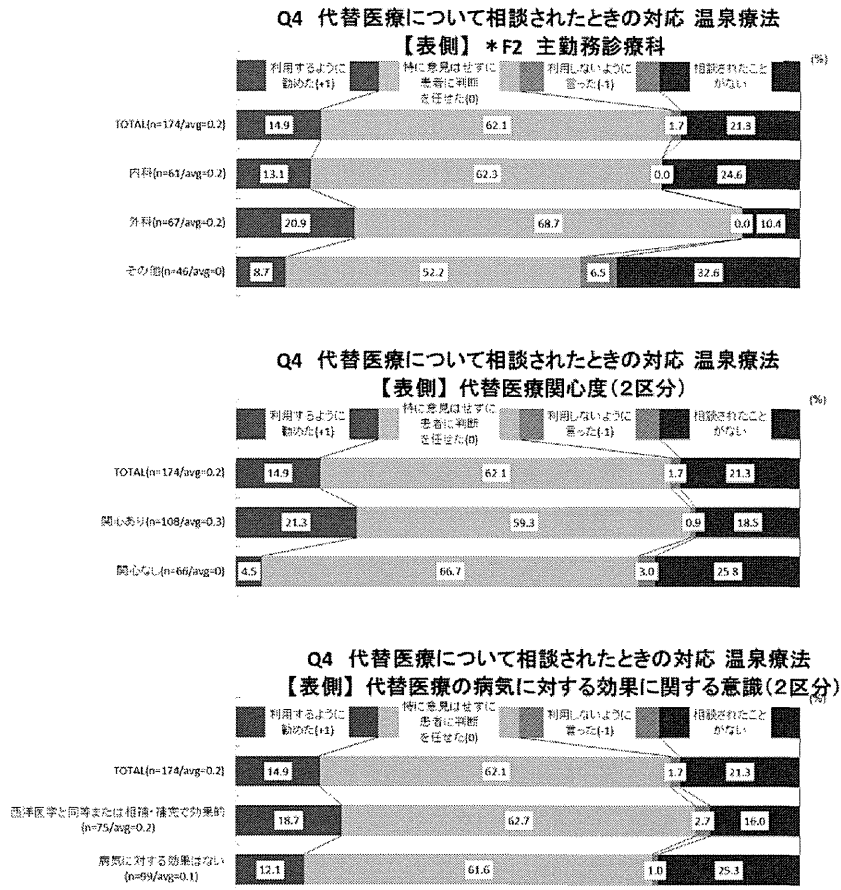 Q4 代替医療について相談されたときの対応 温泉療法
【表側】 *F2 主勤務診療科
(%)
利用するように
勧めた(+1)
特に意見はせずに
患者に判断
を任せた(0)
利用しないように
言った(-1)
相談されたこと
がない
TOTAL(n=174/avg=0.2)
14.9 62.1 1.7 21.3
内科(n=61/avg=0.2)
13.1 62.3 0.0 24.6
外科(n=67/avg=0.2)
20.9 68.7 0.0 10.4
その他(n=46/avg=0)
8.7 52.2 6.5 32.6
Q4 代替医療について相談されたときの対応 温泉療法
【表側】 代替医療関心度(2区分)
(%)
利用するように
勧めた(+1)
特に意見はせずに
患者に判断
を任せた(0)
利用しないように
言った(-1)
相談されたこと
がない
TOTAL(n=174/avg=0.2)
14.9 62.1 1.7 21.3
関心あり(n=108/avg=0.3)
21.3 59.3 0.9 18.5
関心なし(n=66/avg=0)
4.5 66.7 3.0 25.8
Q4 代替医療について相談されたときの対応 温泉療法
【表側】 代替医療の病気に対する効果に関する意識(2区分)
(%)
利用するように
勧めた(+1)
特に意見はせずに
患者に判断
を任せた(0)
利用しないように
言った(-1)
相談されたこと
がない
TOTAL(n=174/avg=0.2)
14.9 62.1 1.7 21.3
西洋医学と同等または相補・補完で効果的
(n=75/avg=0.2)
18.7 62.7 2.7 16.0
病気に対する効果はない
(n=99/avg=0.1)
12.1 61.6 1.0 25.3